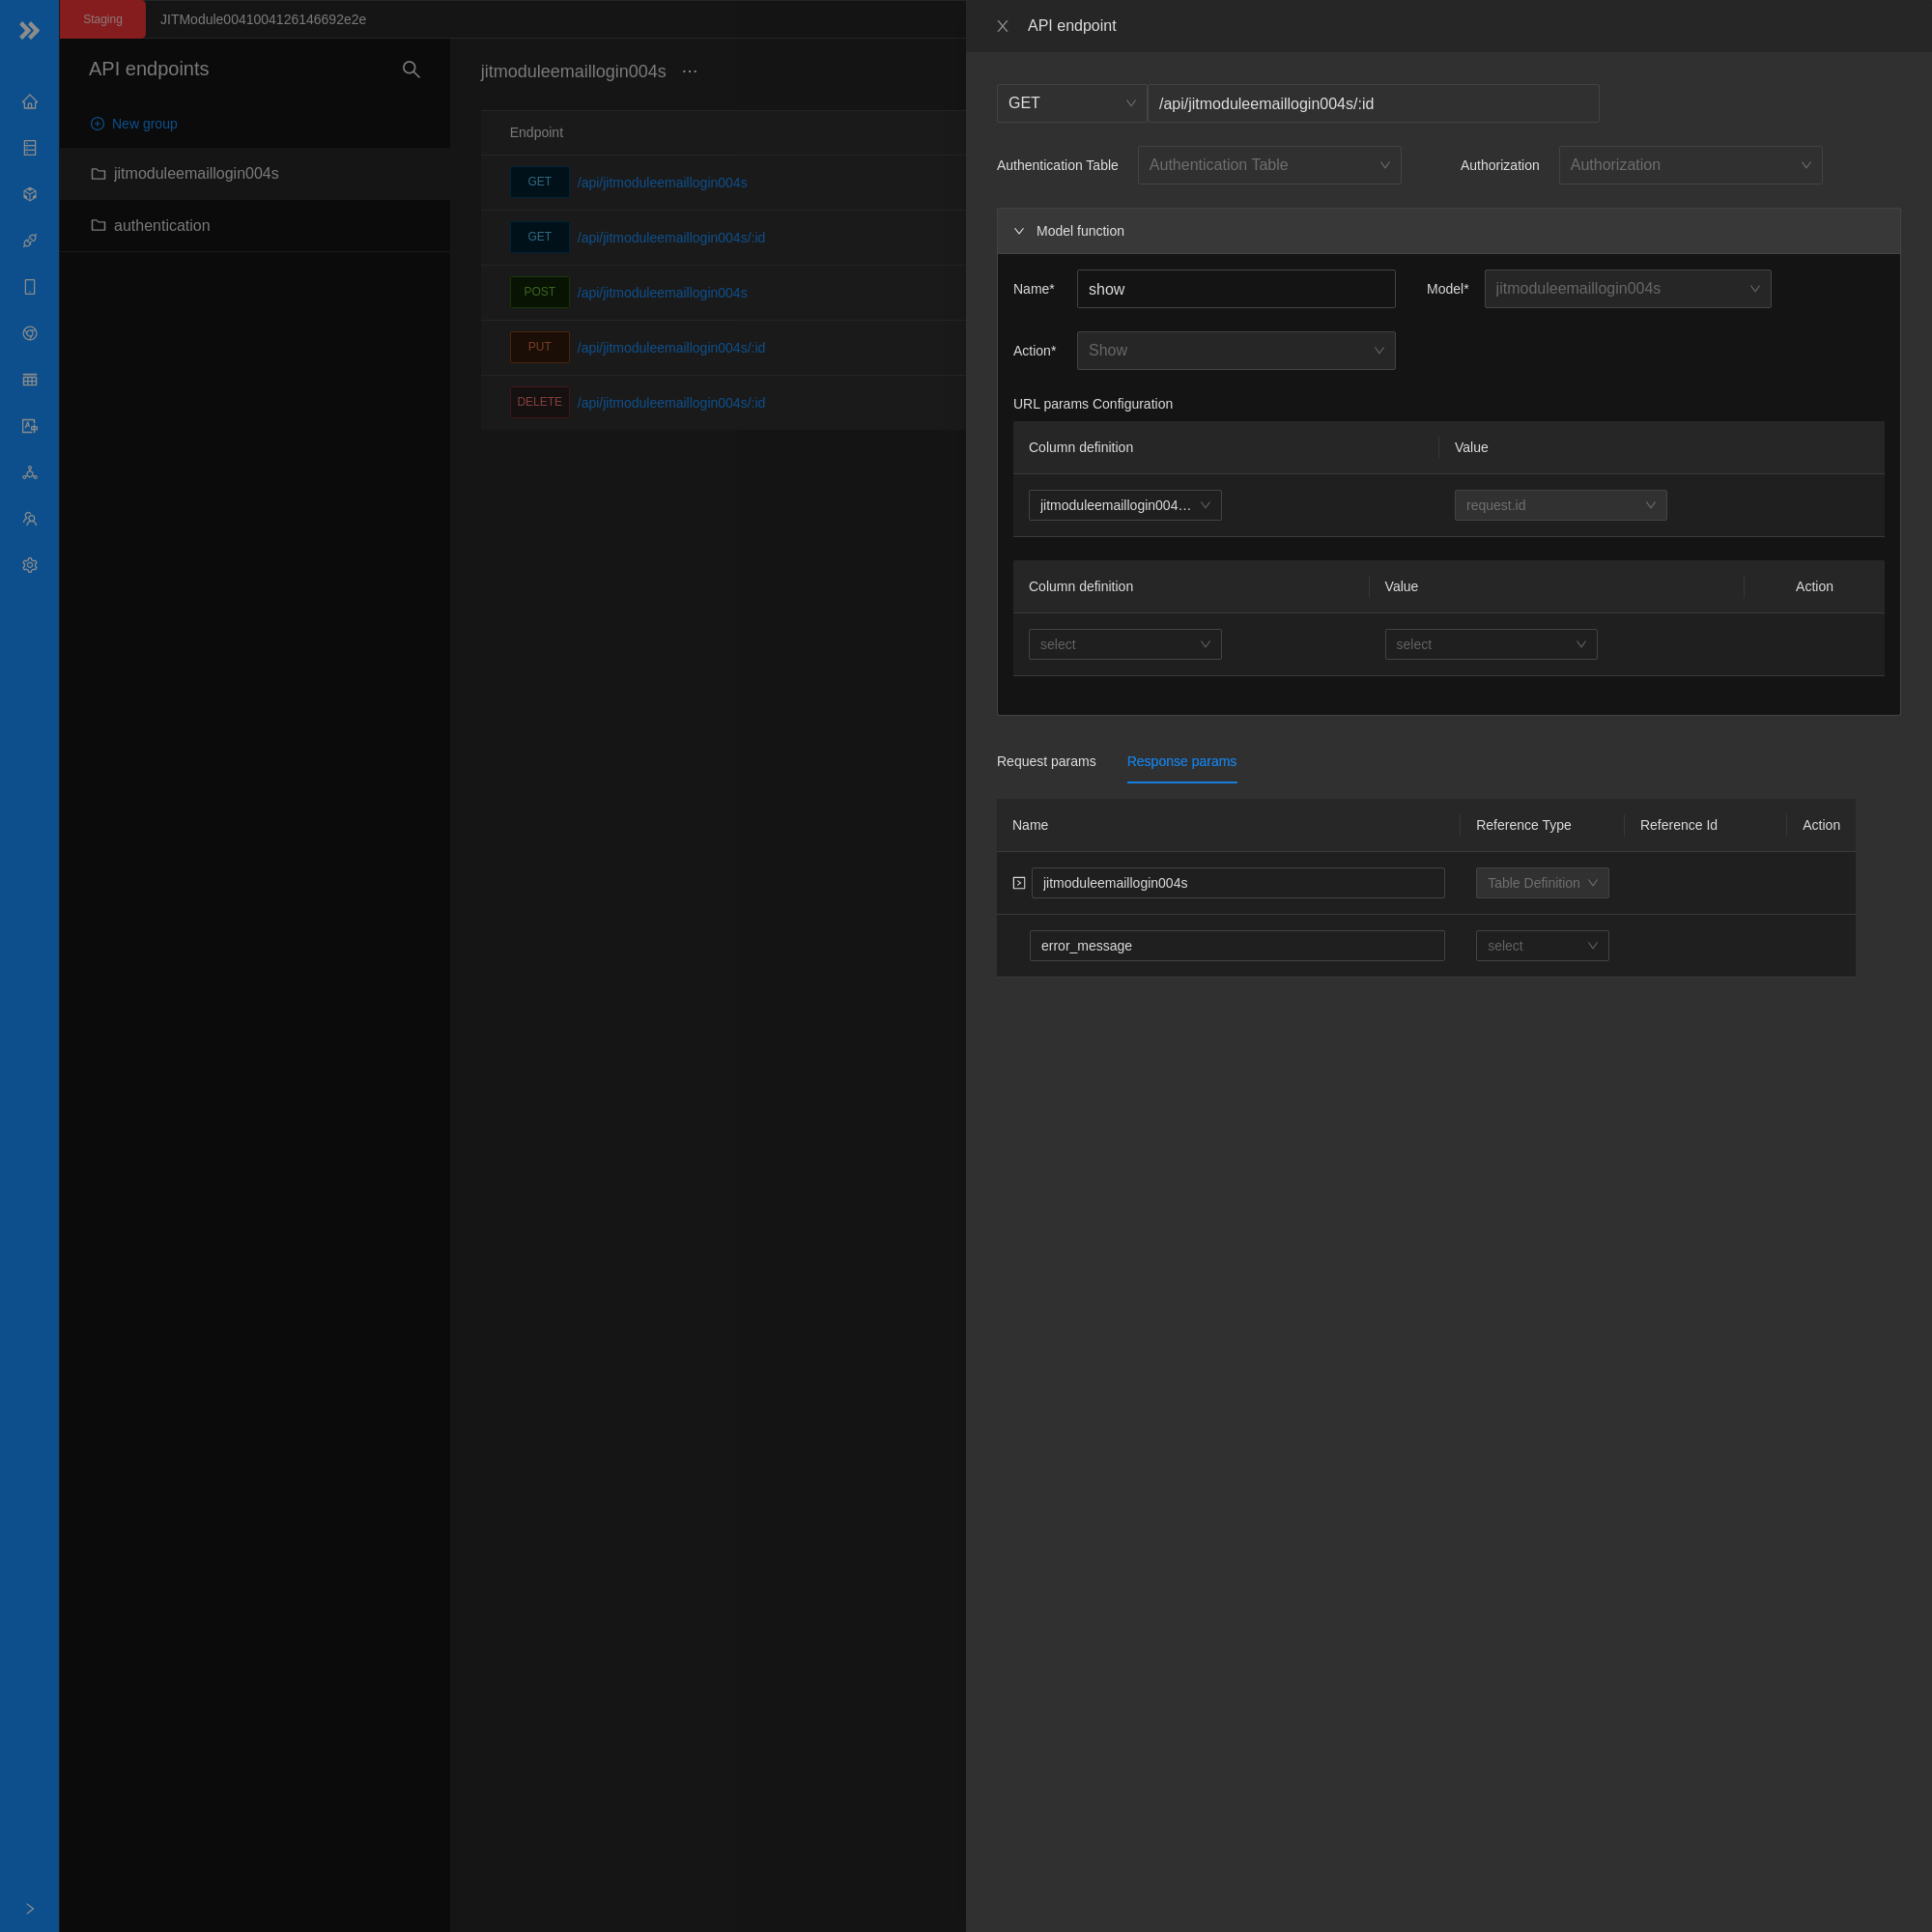 Staging
JITModule0041004126146692e2e
API endpoints
New group
jitmoduleemaillogin004s
authentication
jitmoduleemaillogin004s ···
Endpoint
GET /api/jitmoduleemaillogin004s
GET /api/jitmoduleemaillogin004s/:id
POST /api/jitmoduleemaillogin004s
PUT /api/jitmoduleemaillogin004s/:id
DELETE /api/jitmoduleemaillogin004s/:id
API endpoint
GET /api/jitmoduleemaillogin004s/:id
Authentication Table Authentication Table Authorization Authorization
Model function
Name* show Model* jitmoduleemaillogin004s
Action* Show
URL params Configuration
Column definition Value
jitmoduleemaillogin004… request.id
Column definition Value Action
select select
Request params Response params
Name Reference Type Reference Id Action
jitmoduleemaillogin004s Table Definition
error_message select